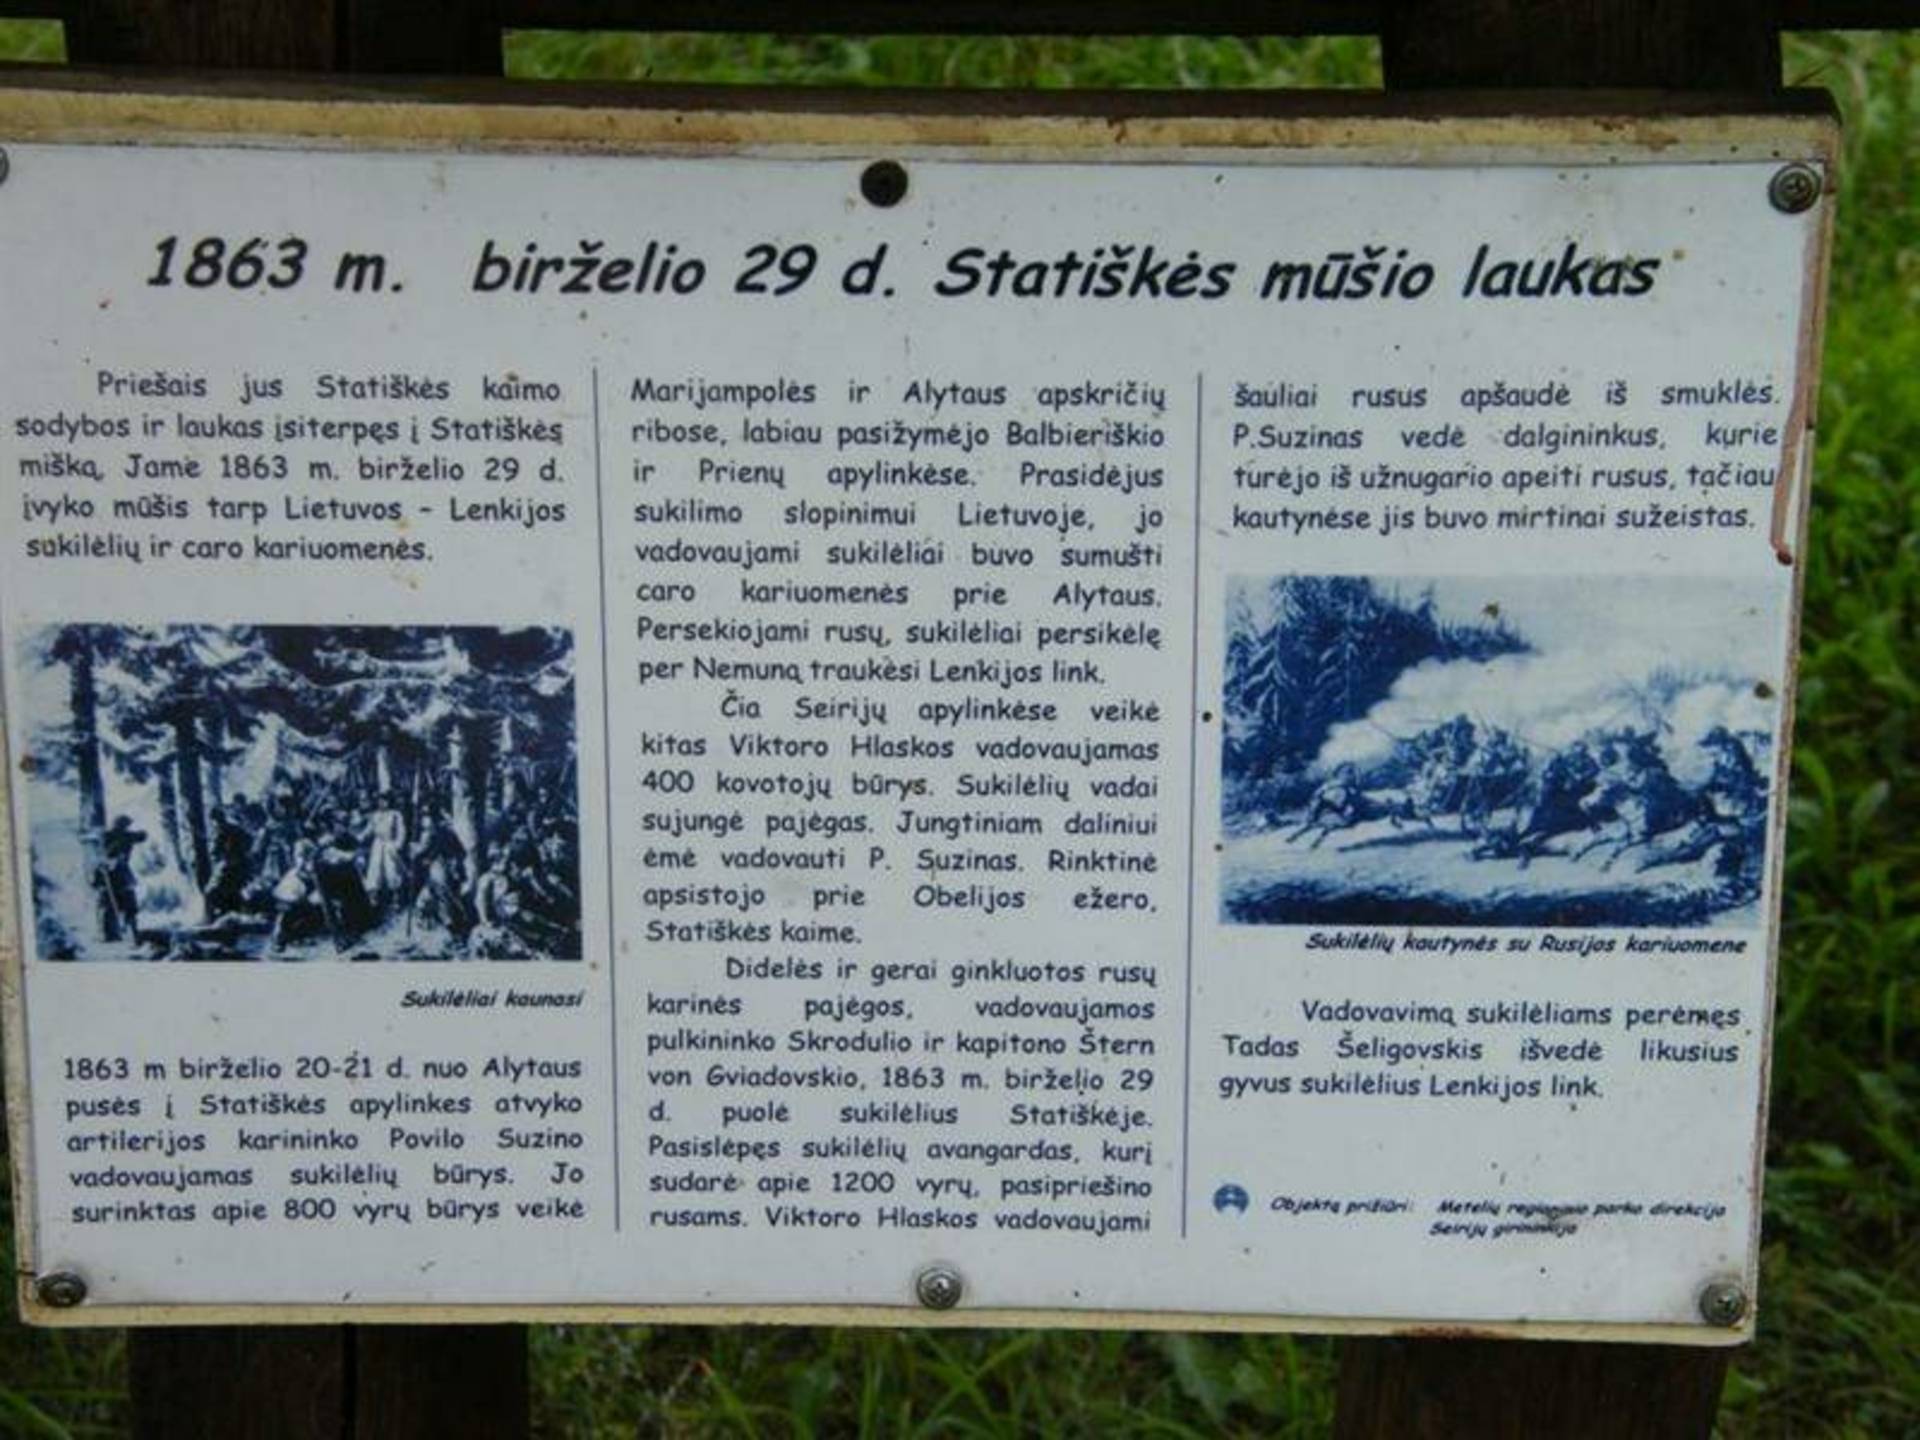 1863 m. birželio 29 d. Statiškės mūšio laukas
Priešais jus Statiškės kaimo
sodybos ir laukas įsiterpęs į Statiškės
mišką. Jame 1863 m. birželio 29 d.
įvyko mūšis tarp Lietuvos - Lenkijos
sukilėlių ir caro kariuomenės.
Sukilėliai kaunasi
1863 m birželio 20-21 d. nuo Alytaus
pusės į Statiškės apylinkes atvyko
artilerijos karininko Povilo Suzino
vadovaujamas sukilėlių būrys. Jo
surinktas apie 800 vyrų būrys veikė
Marijampolės ir Alytaus apskričių
ribose, labiau pasižymėjo Balbieriškio
ir Prienų apylinkėse. Prasidėjus
sukilimo slopinimui Lietuvoje, jo
vadovaujami sukilėliai buvo sumušti
caro kariuomenės prie Alytaus.
Persekiojami rusų, sukilėliai persikėlę
per Nemuną traukėsi Lenkijos link.
Čia Seirijų apylinkėse veikė
kitas Viktoro Hlaskos vadovaujamas
400 kovotojų būrys. Sukilėlių vadai
sujungė pajėgas. Jungtiniam daliniui
ėmė vadovauti P. Suzinas. Rinktinė
apsistojo prie Obelijos ežero,
Statiškės kaime.
Didelės ir gerai ginkluotos rusų
karinės pajėgos, vadovaujamos
pulkininko Skrodulio ir kapitono Štern
von Gviadovskio, 1863 m. birželio 29
d. puolė sukilėlius Statiškėje.
Pasislėpęs sukilėlių avangardas, kurį
sudarė apie 1200 vyrų, pasipriešino
rusams. Viktoro Hlaskos vadovaujami
šauliai rusus apšaudė iš smuklės.
P.Suzinas vedė dalgininkus, kurie
turėjo iš užnugario apeiti rusus, tačiau
kautynėse jis buvo mirtinai sužeistas.
Sukilėlių kautynės su Rusijos kariuomene
Vadovavimą sukilėliams perėmęs
Tadas Šeligovskis išvedė likusius
gyvus sukilėlius Lenkijos link.
Objektą prižiūri: Metelių regioninio parko direkcija
Seirijų girininkija